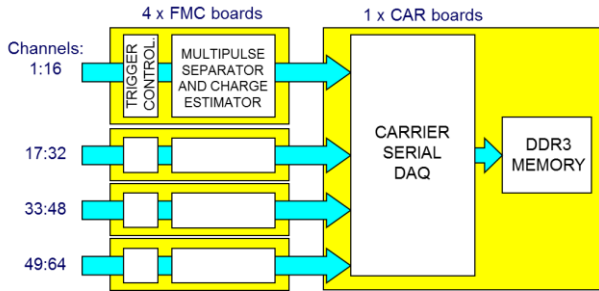 4 x FMC boards
1 x CAR boards
Channels:
1:16
TRIGGER
CONTROL.
MULTIPULSE
SEPARATOR
AND CHARGE
ESTIMATOR
17:32
33:48
49:64
CARRIER
SERIAL
DAQ
DDR3
MEMORY